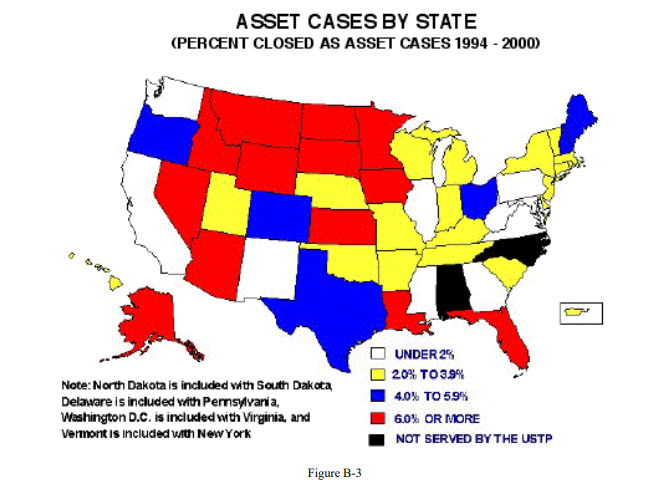 ASSET CASES BY STATE
(PERCENT CLOSED AS ASSET CASES 1994 - 2000)
UNDER 2%
2.0% TO 3.9%
4.0% TO 5.9%
6.0% OR MORE
NOT SERVED BY THE USTP
Note: North Dakota is included with South Dakota,
Delaware is included with Pennsylvania,
Washington D.C. is included with Virginia, and
Vermont is included with New York
Figure B-3